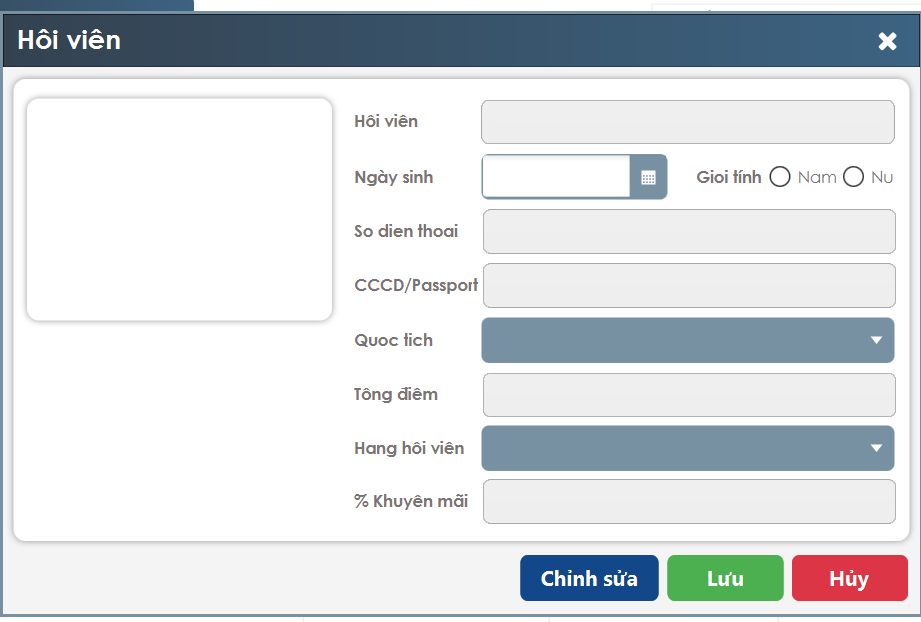 Hôi viên
Hôi viên
Ngày sinh
Gioi tính Nam Nu
So dien thoai
CCCD/Passport
Quoc tich
Tông điêm
Hang hôi viên
% Khuyên mãi
Chỉnh sửa Lưu Hủy